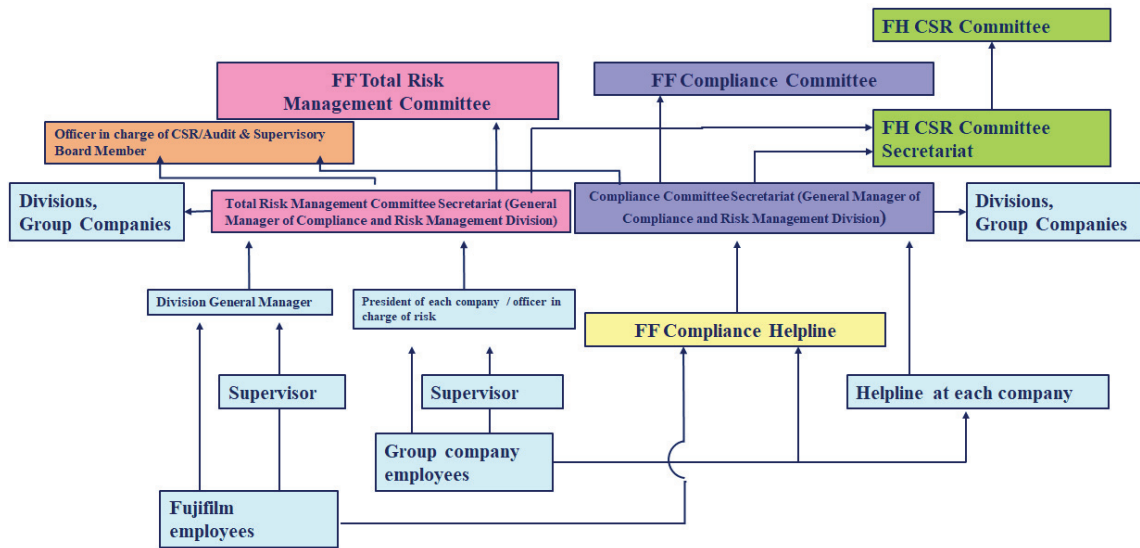 FH CSR Committee
FF Total Risk
Management Committee
FF Compliance Committee
Officer in charge of CSR/Audit & Supervisory
Board Member
FH CSR Committee
Secretariat
Divisions,
Group Companies
Total Risk Management Committee Secretariat (General
Manager of Compliance and Risk Management Division)
Compliance Committee Secretariat (General Manager of
Compliance and Risk Management Division)
Divisions,
Group Companies
Division General Manager
President of each company / officer in
charge of risk
FF Compliance Helpline
Supervisor
Supervisor
Helpline at each company
Group company
employees
Fujifilm
employees